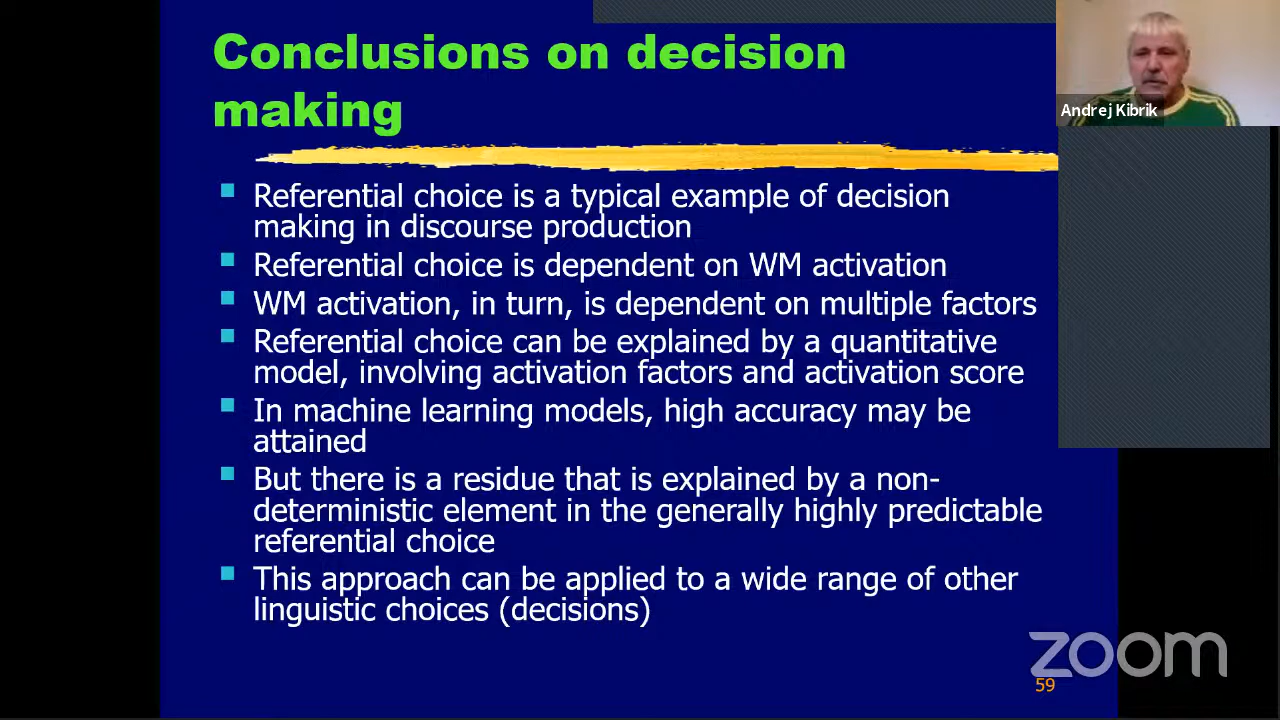 Conclusions on decision
making
Andrej Kibrik
Referential choice is a typical example of decision
making in discourse production
Referential choice is dependent on WM activation
WM activation, in turn, is dependent on multiple factors
Referential choice can be explained by a quantitative
model, involving activation factors and activation score
In machine learning models, high accuracy may be
attained
But there is a residue that is explained by a non-
deterministic element in the generally highly predictable
referential choice
This approach can be applied to a wide range of other
linguistic choices (decisions)
zoom
59